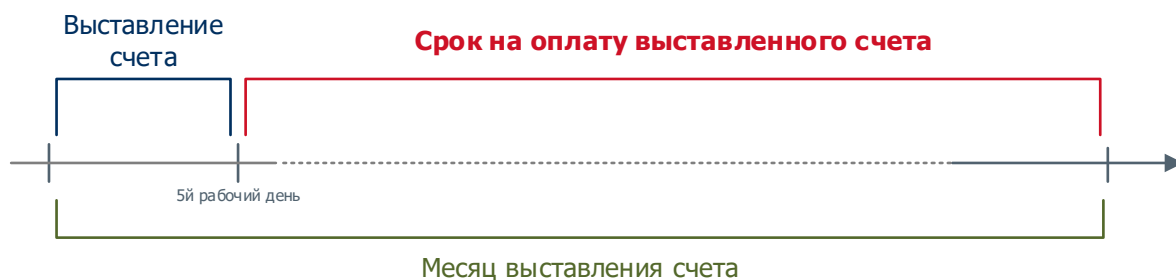 Выставление
счета
Срок на оплату выставленного счета
5й рабочий день
Месяц выставления счета